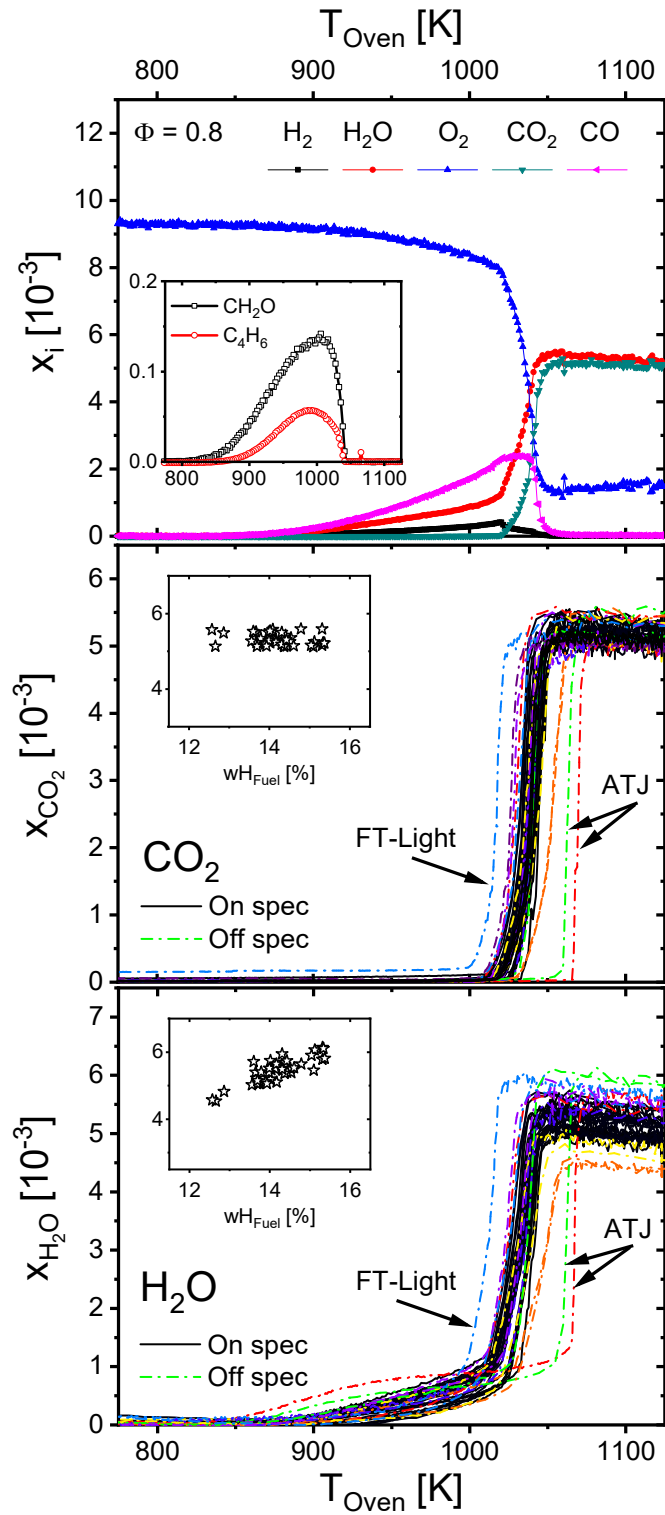 T_Oven [K]
800 900 1000 1100
Φ = 0.8 H₂ H₂O O₂ CO₂ CO
12
10
8
6
4
2
0
x_i [10⁻³]
0.2
0.1
0.0
CH₂O
C₄H₆
800 900 1000 1100
6
5
4
3
2
1
0
x_CO₂ [10⁻³]
6
4
12 14 16
wH_Fuel [%]
FT-Light
ATJ
CO₂
On spec
Off spec
7
6
5
4
3
2
1
0
x_H₂O [10⁻³]
6
4
12 14 16
wH_Fuel [%]
FT-Light
ATJ
H₂O
On spec
Off spec
800 900 1000 1100
T_Oven [K]